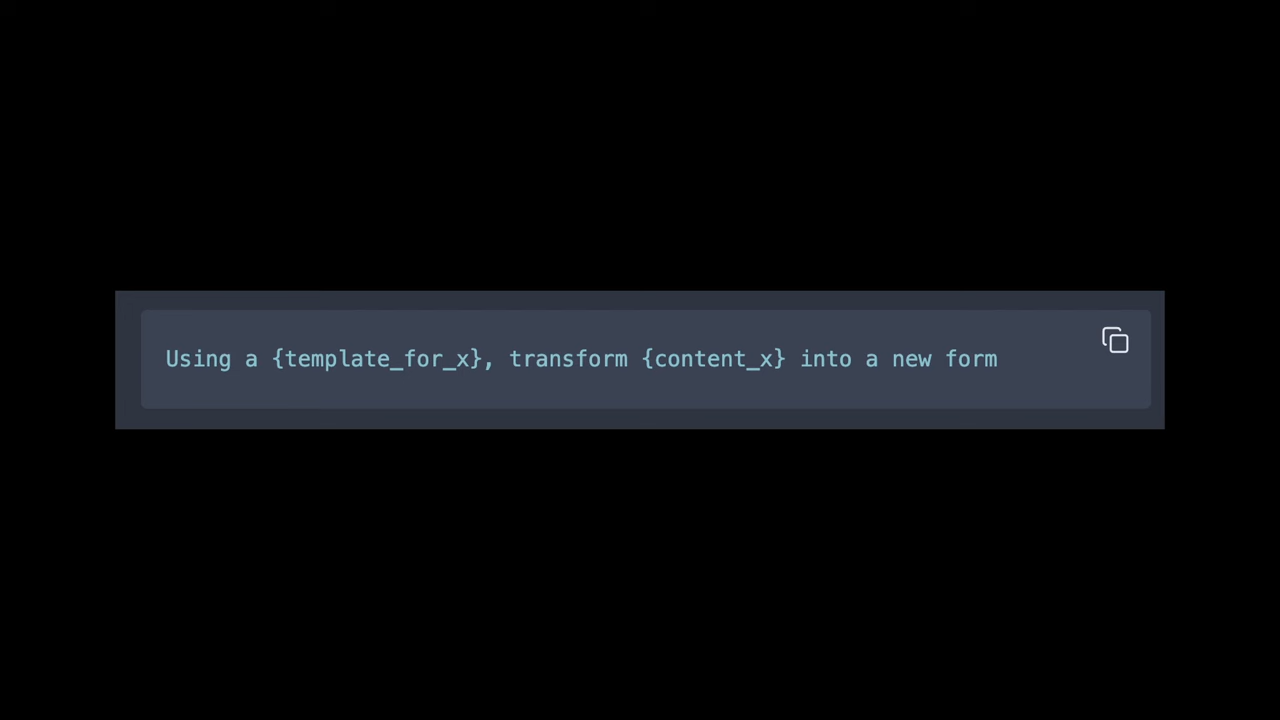 Using a {template_for_x}, transform {content_x} into a new form